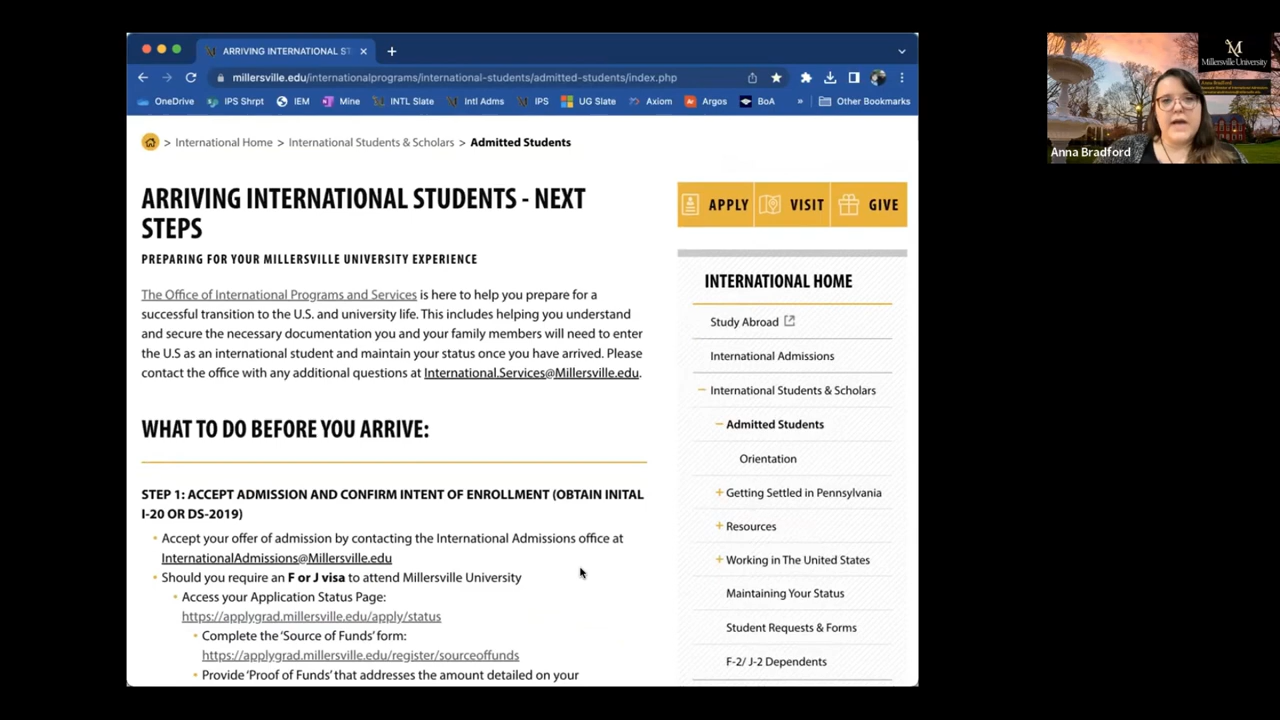 ARRIVING INTERNATIONAL ST
millersville.edu/internationalprograms/international-students/admitted-students/index.php
OneDrive IPS Shrpt IEM Mine INTL Slate Intl Adms IPS UG Slate Axiom Argos BoA » Other Bookmarks
> International Home > International Students & Scholars > Admitted Students
ARRIVING INTERNATIONAL STUDENTS - NEXT
STEPS
PREPARING FOR YOUR MILLERSVILLE UNIVERSITY EXPERIENCE
The Office of International Programs and Services is here to help you prepare for a
successful transition to the U.S. and university life. This includes helping you understand
and secure the necessary documentation you and your family members will need to enter
the U.S as an international student and maintain your status once you have arrived. Please
contact the office with any additional questions at International.Services@Millersville.edu.
WHAT TO DO BEFORE YOU ARRIVE:
STEP 1: ACCEPT ADMISSION AND CONFIRM INTENT OF ENROLLMENT (OBTAIN INITAL
I-20 OR DS-2019)
Accept your offer of admission by contacting the International Admissions office at
InternationalAdmissions@Millersville.edu
Should you require an F or J visa to attend Millersville University
Access your Application Status Page:
https://applygrad.millersville.edu/apply/status
Complete the 'Source of Funds' form:
https://applygrad.millersville.edu/register/sourceoffunds
Provide 'Proof of Funds' that addresses the amount detailed on your
APPLY VISIT GIVE
INTERNATIONAL HOME
Study Abroad
International Admissions
International Students & Scholars
Admitted Students
Orientation
Getting Settled in Pennsylvania
Resources
Working in The United States
Maintaining Your Status
Student Requests & Forms
F-2/ J-2 Dependents
M
Millersville University
Anna Bradford